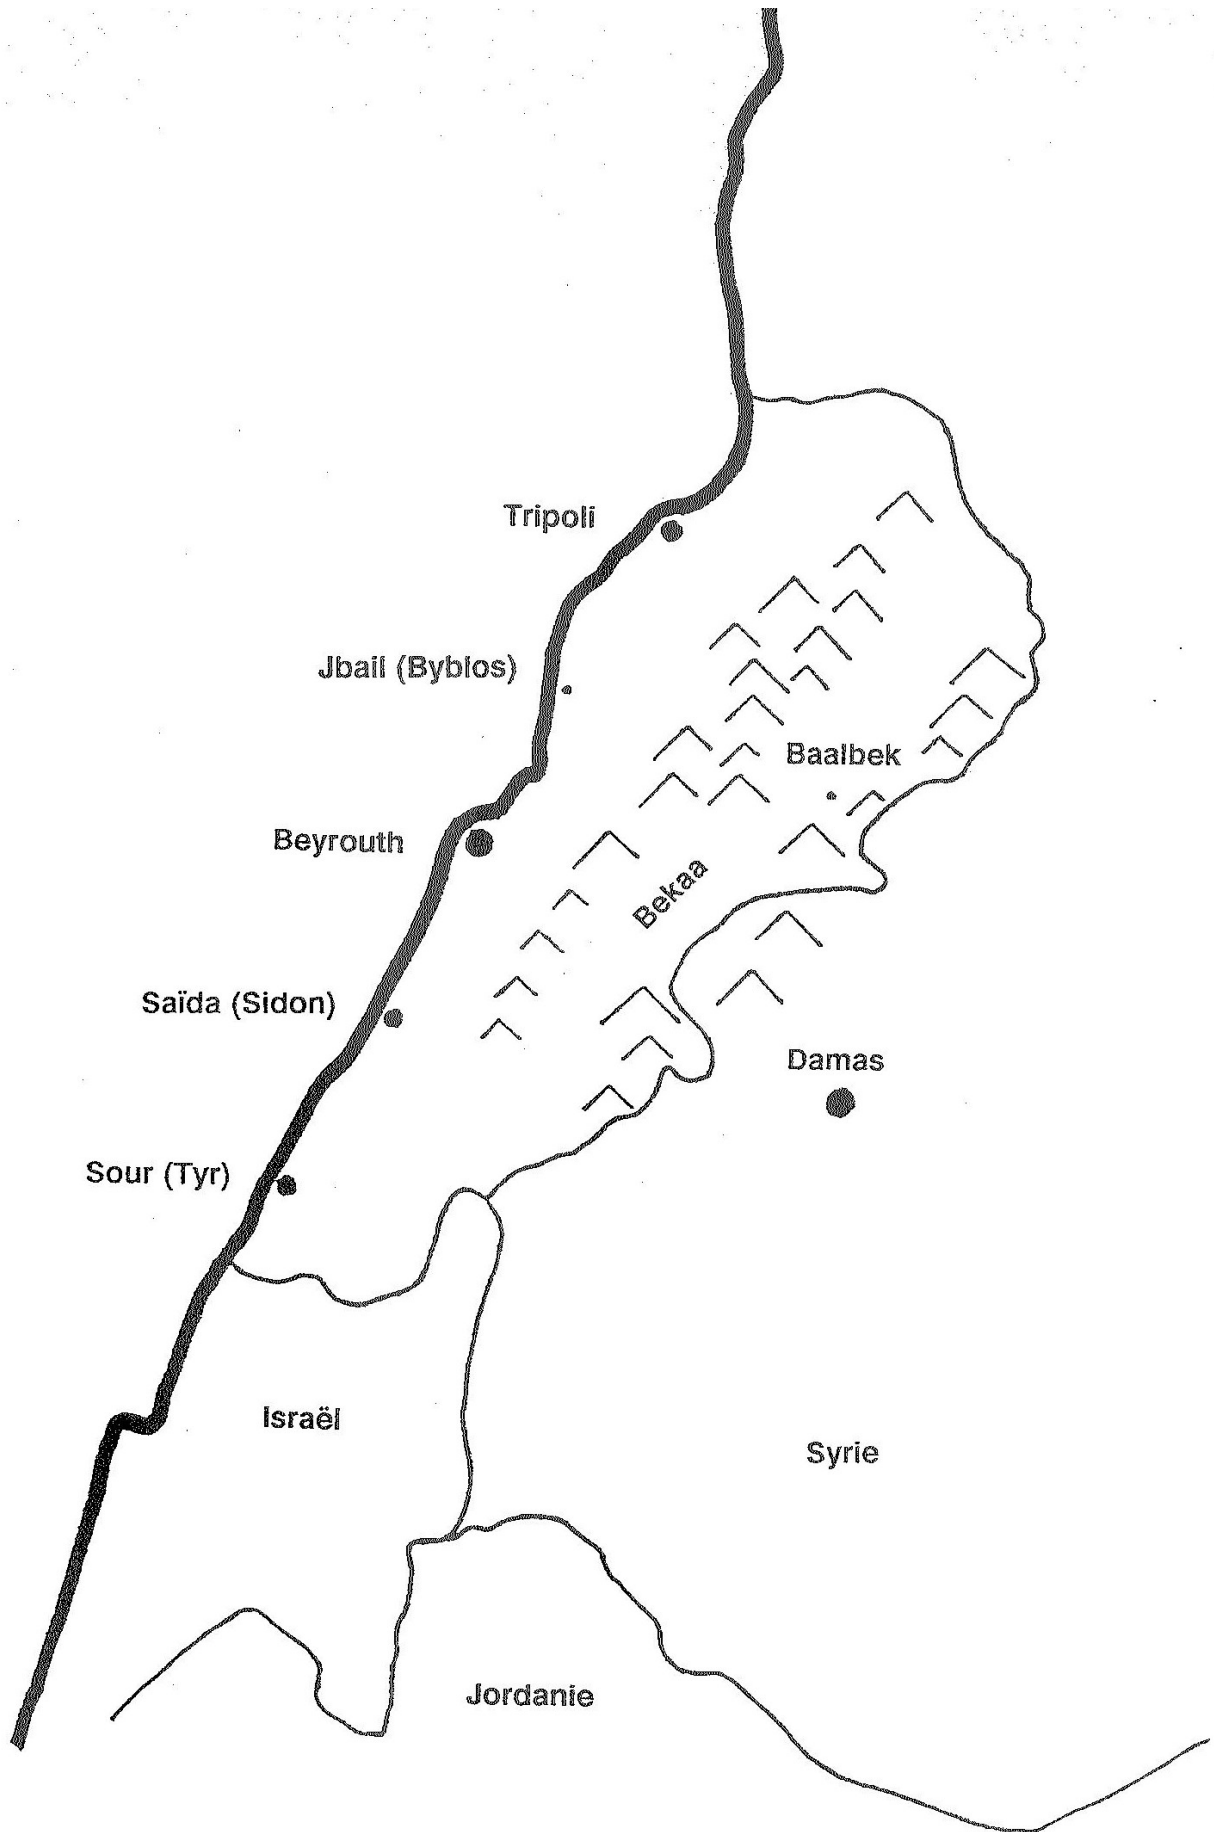 Tripoli
Jbail (Byblos)
Baalbek
Beyrouth
Bekaa
Saïda (Sidon)
Damas
Sour (Tyr)
Israël
Syrie
Jordanie